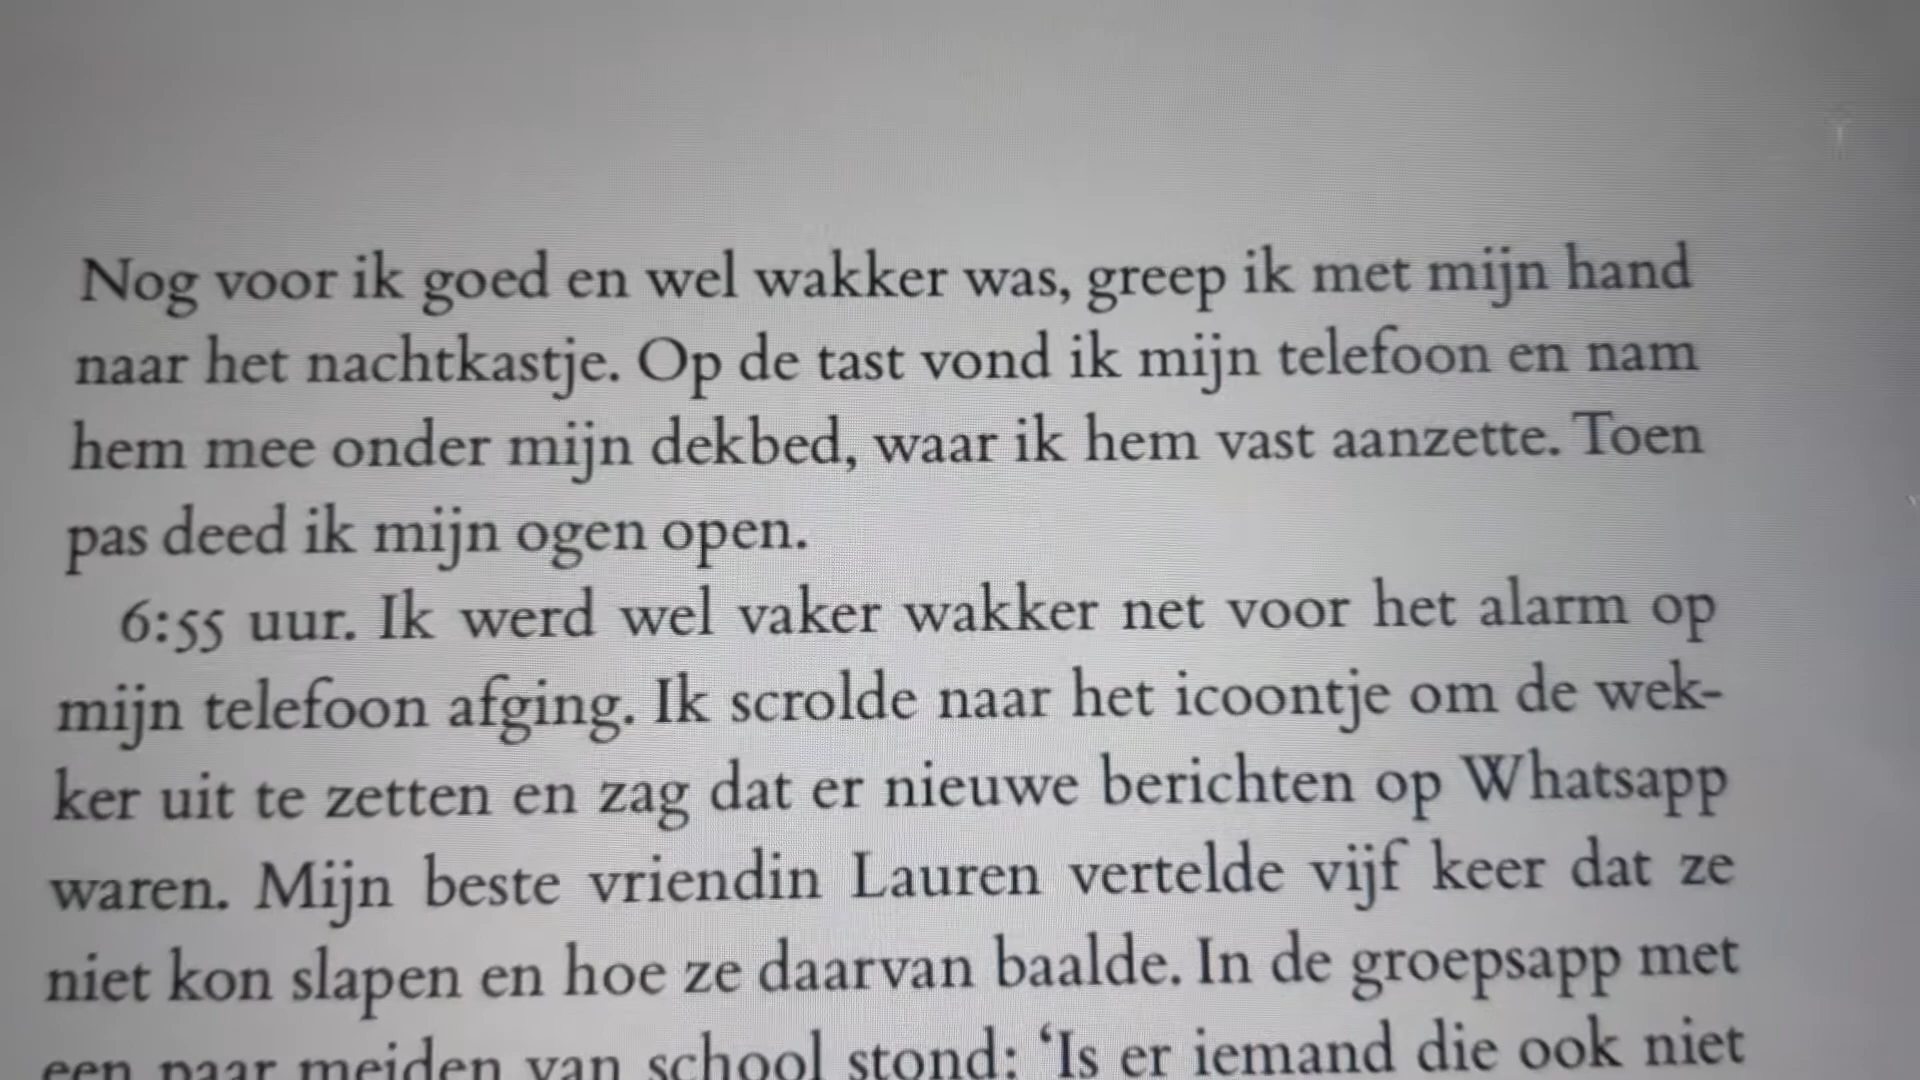 Nog voor ik goed en wel wakker was, greep ik met mijn hand
naar het nachtkastje. Op de tast vond ik mijn telefoon en nam
hem mee onder mijn dekbed, waar ik hem vast aanzette. Toen
pas deed ik mijn ogen open.
6:55 uur. Ik werd wel vaker wakker net voor het alarm op
mijn telefoon afging. Ik scrolde naar het icoontje om de wek-
ker uit te zetten en zag dat er nieuwe berichten op Whatsapp
waren. Mijn beste vriendin Lauren vertelde vijf keer dat ze
niet kon slapen en hoe ze daarvan baalde. In de groepsapp met
een paar meiden van school stond: ‘Is er iemand die ook niet